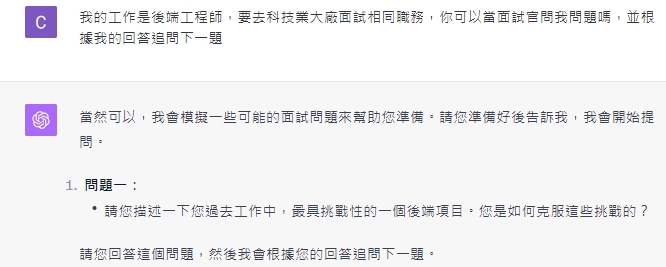 C
我的工作是後端工程師，要去科技業大廠面試相同職務，你可以當面試官問我問題嗎，並根
據我的回答追問下一題
當然可以，我會模擬一些可能的面試問題來幫助您準備。請您準備好後告訴我，我會開始提
問。
1. 問題一：
• 請您描述一下您過去工作中，最具挑戰性的一個後端項目。您是如何克服這些挑戰的？
請您回答這個問題，然後我會根據您的回答追問下一題。